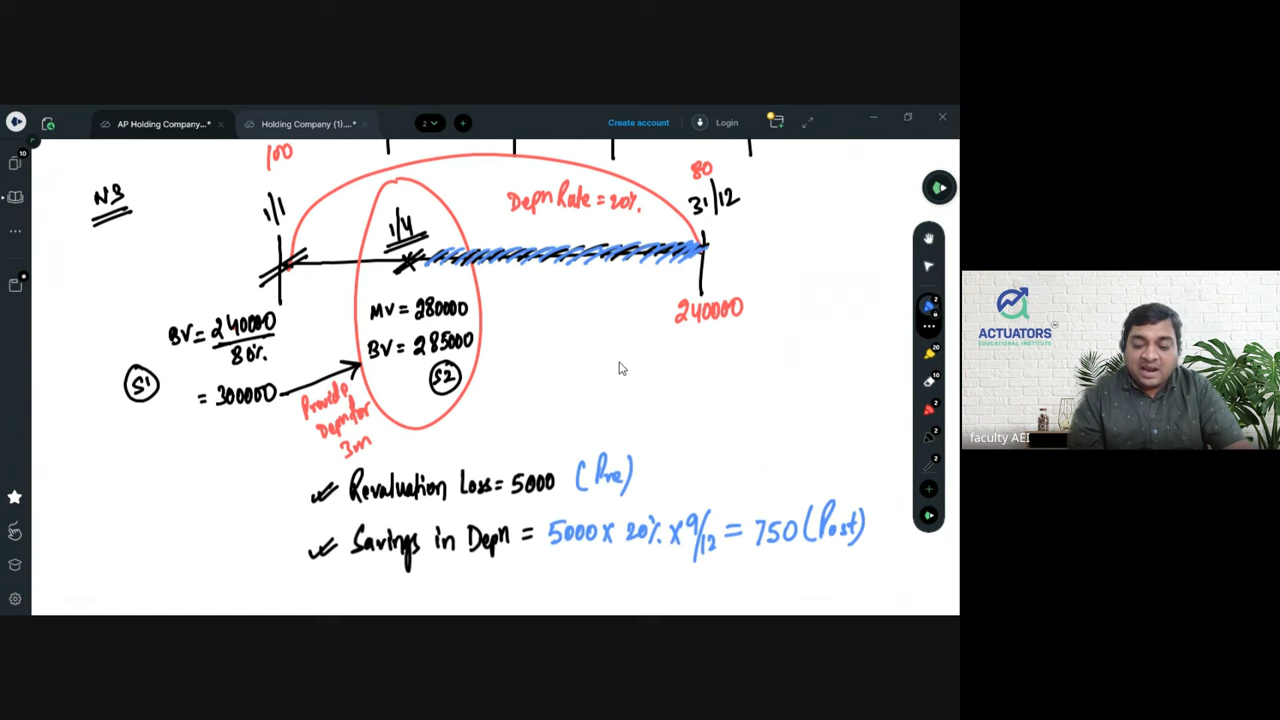 AP Holding Company...*
Holding Company (1)....*
2
Create account
Login
100
80
N3
1/1
1/4
Depn Rate = 20%.
31/12
MV = 280000
BV = 285000
S2
240000
BV = 240000
80%
S1
= 300000
Provide
Depn for
3m
Revaluation Loss = 5000 (Pre)
Savings in Depn = 5000 x 20% x 9/12 = 750 (Post)
ACTUATORS
EDUCATIONAL INSTITUTE
faculty AEI